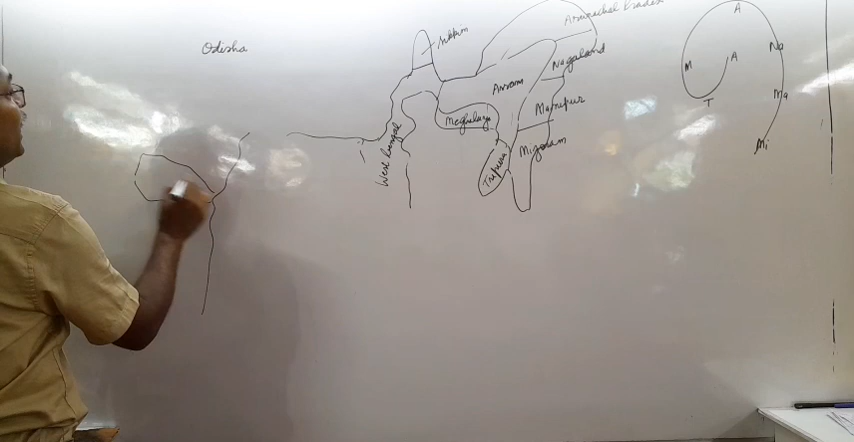 Odisha
Sikkim
Arunachal Pradesh
Nagaland
Assam
Manipur
Meghalaya
West Bengal
Mizoram
Tripura
A
Na
M
A
Ma
T
Mi